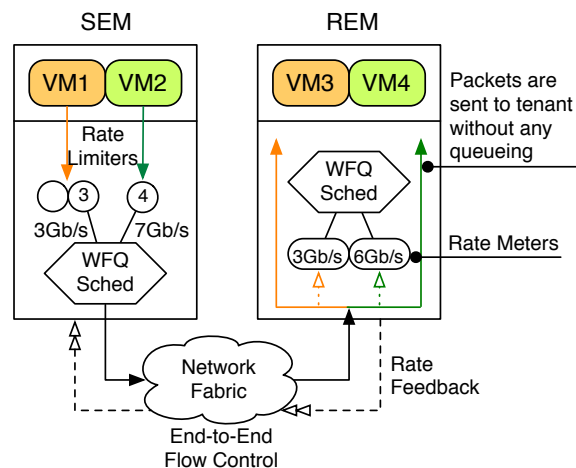 SEM
REM
VM1
VM2
VM3
VM4
Packets are
sent to tenant
without any
queueing
Rate
Limiters
3
4
3Gb/s
7Gb/s
WFQ
Sched
WFQ
Sched
3Gb/s
6Gb/s
Rate Meters
Network
Fabric
Rate
Feedback
End-to-End
Flow Control